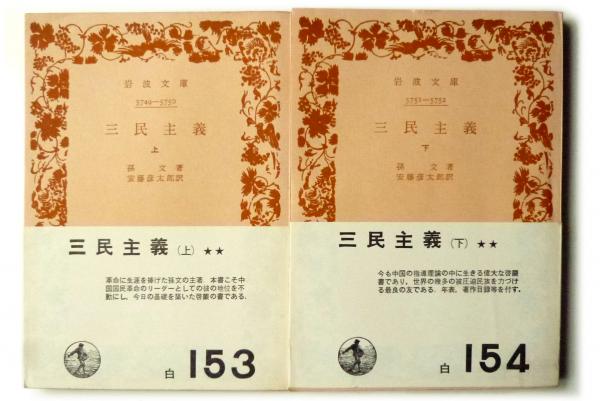 岩波文庫
5749—5750
三民主義
上
孫文著
安藤彦太郎訳
三民主義(上)★★
革命に生涯を捧げた孫文の主著．本書こそ中
国国民革命のリーダーとしての彼の地位を不
動にし，今日の基礎を築いた啓蒙の書である．
白 153
岩波文庫
5751—5752
三民主義
下
孫文著
安藤彦太郎訳
三民主義(下)★★
今も中国の指導理論の中に生きる偉大な啓蒙
書であり，世界の幾多の被圧迫民族を力づけ
る最良の友である．年表，著作目録等を付す．
白 154